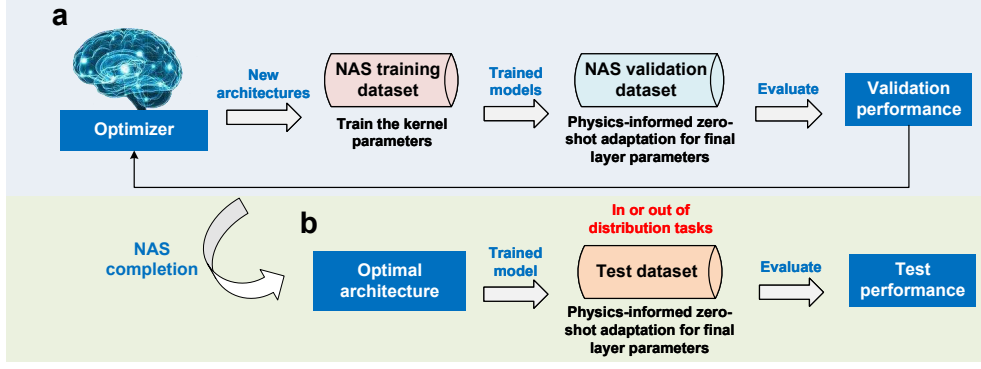 a
Optimizer
New
architectures
NAS training
dataset
Train the kernel
parameters
Trained
models
NAS validation
dataset
Physics-informed zero-
shot adaptation for final
layer parameters
Evaluate
Validation
performance
NAS
completion
b
Optimal
architecture
Trained
model
In or out of
distribution tasks
Test dataset
Physics-informed zero-
shot adaptation for final
layer parameters
Evaluate
Test
performance